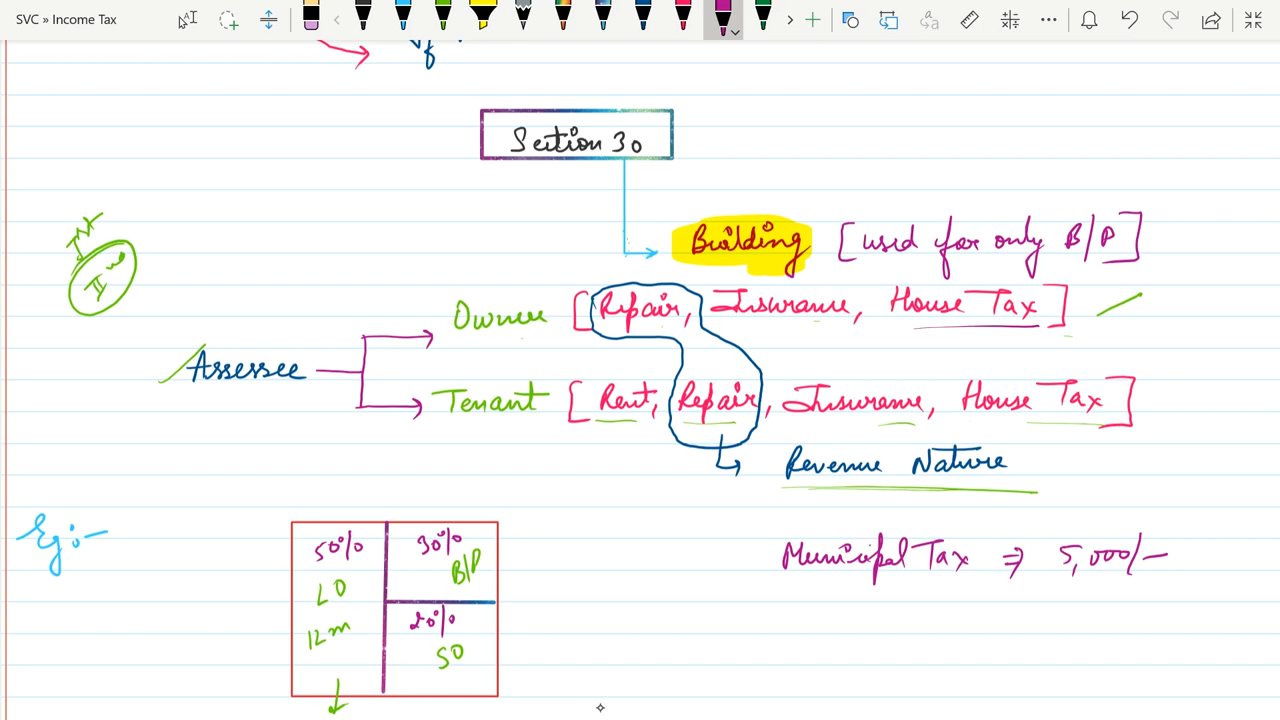 SVC » Income Tax
Section 30
Building [used for only B/P]
Owner [Repair, Insurance, House Tax]
Assessee
Tenant [Rent, Repair, Insurance, House Tax]
Revenue Nature
Eg:-
50%
LO
12m
30%
B/P
20%
SO
Municipal Tax ⇒ 5,000/-